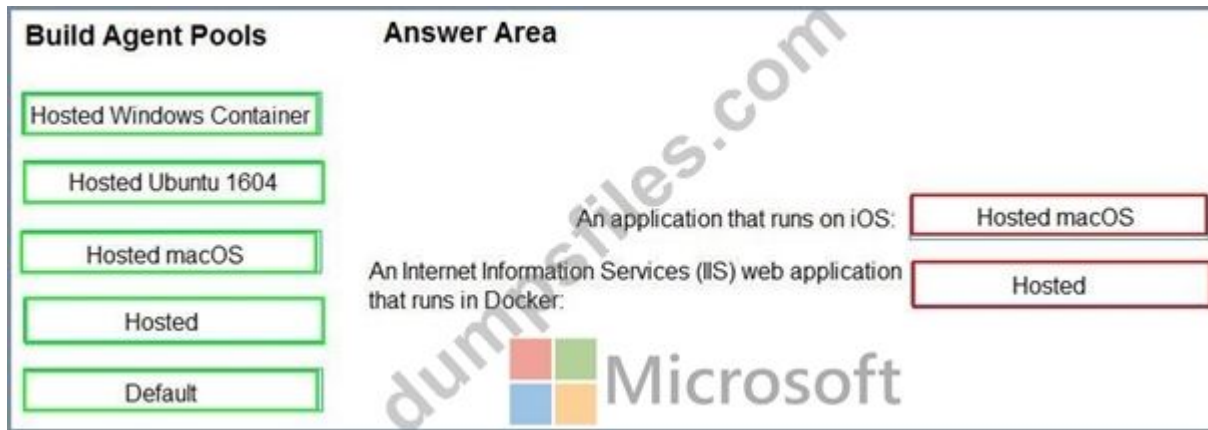 Build Agent Pools
Answer Area
Hosted Windows Container
Hosted Ubuntu 1604
Hosted macOS
Hosted
Default
An application that runs on iOS:
Hosted macOS
An Internet Information Services (IIS) web application
that runs in Docker:
Hosted
dumpsfiles.com
Microsoft